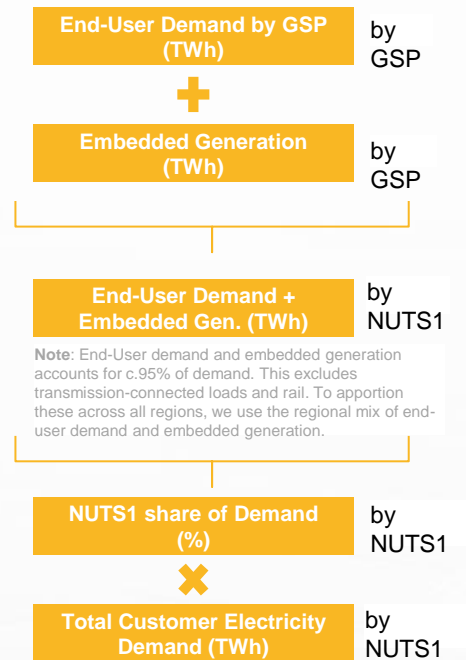 End-User Demand by GSP
(TWh)
by
GSP
Embedded Generation
(TWh)
by
GSP
End-User Demand +
Embedded Gen. (TWh)
by
NUTS1
Note: End-User demand and embedded generation
accounts for c.95% of demand. This excludes
transmission-connected loads and rail. To apportion
these across all regions, we use the regional mix of end-
user demand and embedded generation.
NUTS1 share of Demand
(%)
by
NUTS1
Total Customer Electricity
Demand (TWh)
by
NUTS1